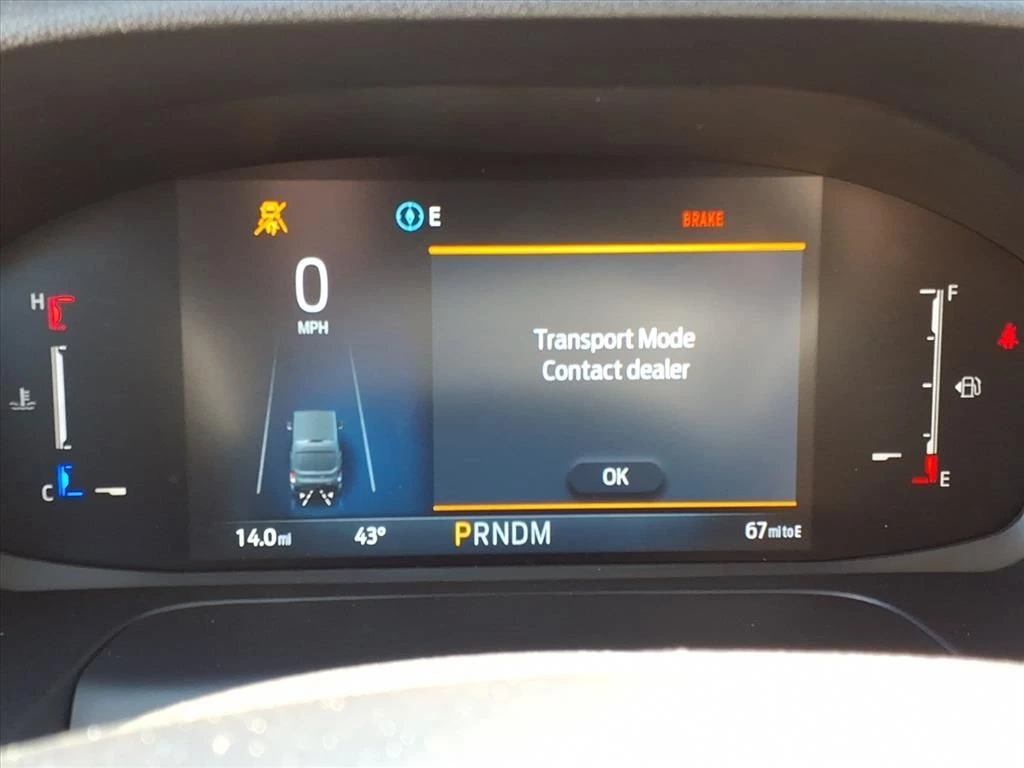 E
BRAKE
0
MPH
H
C
F
E
Transport Mode
Contact dealer
OK
14.0mi
43°
PRNDM
67mi to E